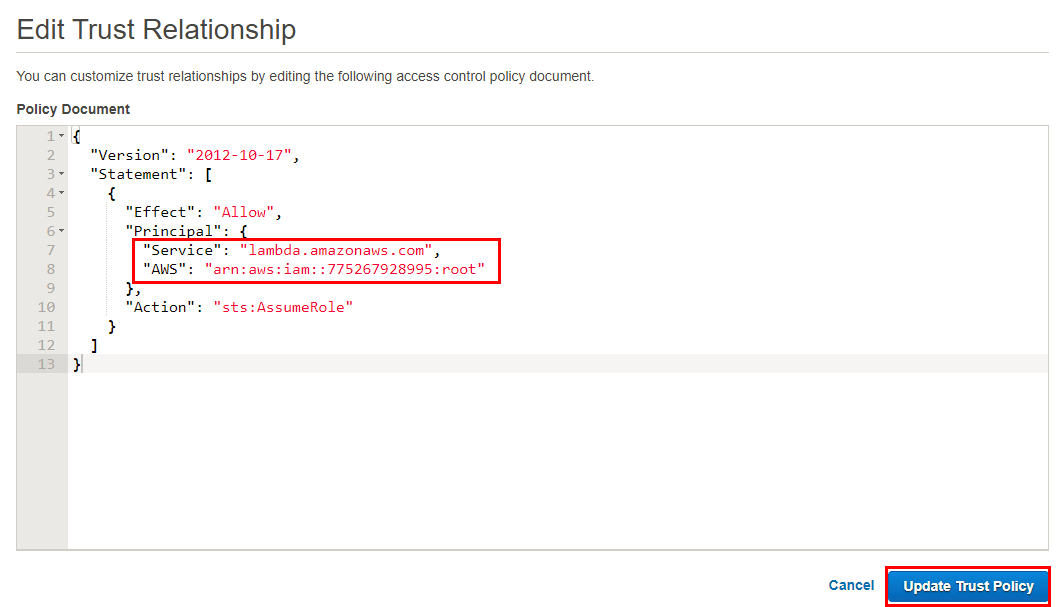 Edit Trust Relationship
You can customize trust relationships by editing the following access control policy document.
Policy Document
1 {
2 "Version": "2012-10-17",
3 "Statement": [
4 {
5 "Effect": "Allow",
6 "Principal": {
7 "Service": "lambda.amazonaws.com",
8 "AWS": "arn:aws:iam::775267928995:root"
9 },
10 "Action": "sts:AssumeRole"
11 }
12 ]
13 }
Cancel Update Trust Policy